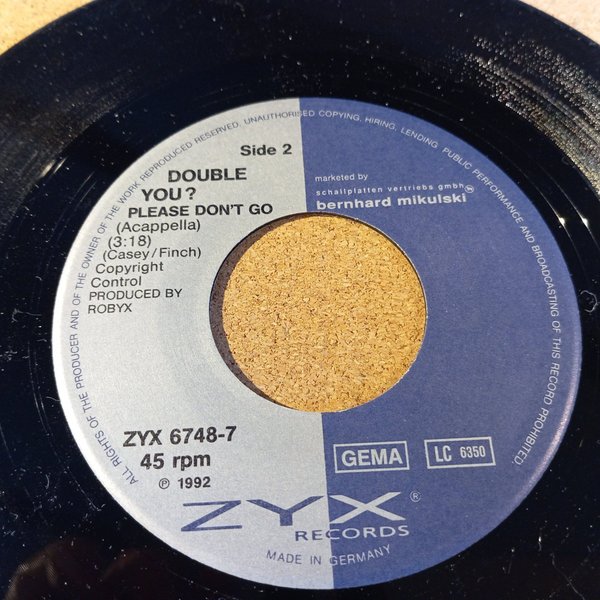 ALL RIGHTS OF THE PRODUCER AND OF THE OWNER OF THE WORK REPRODUCED RESERVED. UNAUTHORISED COPYING, HIRING, LENDING, PUBLIC PERFORMANCE AND BROADCASTING OF THIS RECORD PROHIBITED.
Side 2
DOUBLE
YOU?
PLEASE DON'T GO
(Acappella)
(3:18)
(Casey/Finch)
Copyright
Control
PRODUCED BY
ROBYX
marketed by
schallplatten vertriebs gmbh
bernhard mikulski
ZYX 6748-7
45 rpm
℗ 1992
GEMA
LC 6350
ZYX®
RECORDS
MADE IN GERMANY